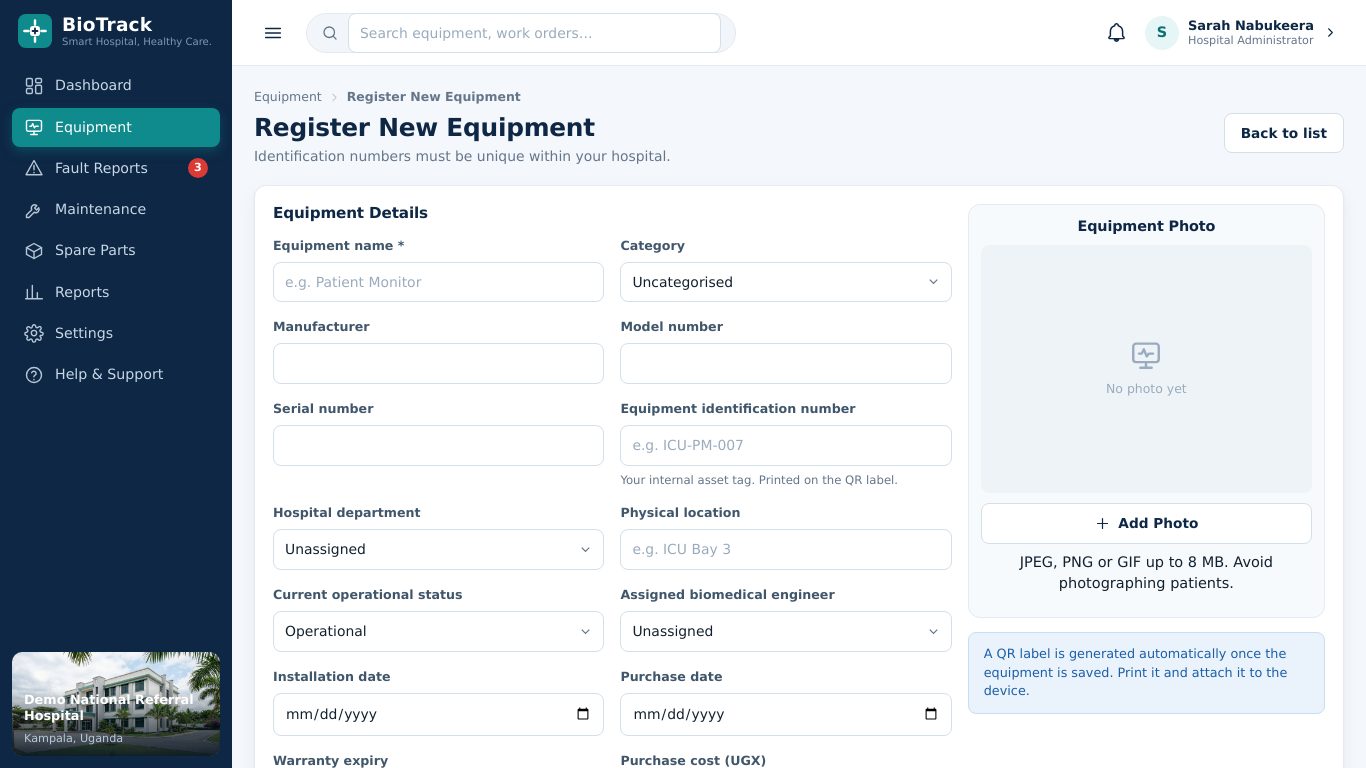 BioTrack
Smart Hospital, Healthy Care.
Dashboard
Equipment
Fault Reports
3
Maintenance
Spare Parts
Reports
Settings
Help & Support
Demo National Referral
Hospital
Kampala, Uganda
Search equipment, work orders...
S
Sarah Nabukeera
Hospital Administrator
Equipment
Register New Equipment
Register New Equipment
Identification numbers must be unique within your hospital.
Back to list
Equipment Details
Equipment name *
e.g. Patient Monitor
Category
Uncategorised
Manufacturer
Model number
Serial number
Equipment identification number
e.g. ICU-PM-007
Your internal asset tag. Printed on the QR label.
Hospital department
Unassigned
Physical location
e.g. ICU Bay 3
Current operational status
Operational
Assigned biomedical engineer
Unassigned
Installation date
mm/dd/yyyy
Purchase date
mm/dd/yyyy
Warranty expiry
Purchase cost (UGX)
Equipment Photo
No photo yet
Add Photo
JPEG, PNG or GIF up to 8 MB. Avoid
photographing patients.
A QR label is generated automatically once the
equipment is saved. Print it and attach it to the
device.